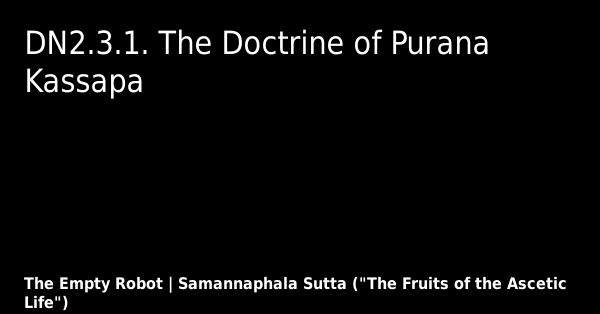 DN2.3.1. The Doctrine of Purana
Kassapa
The Empty Robot | Samannaphala Sutta ("The Fruits of the Ascetic
Life")